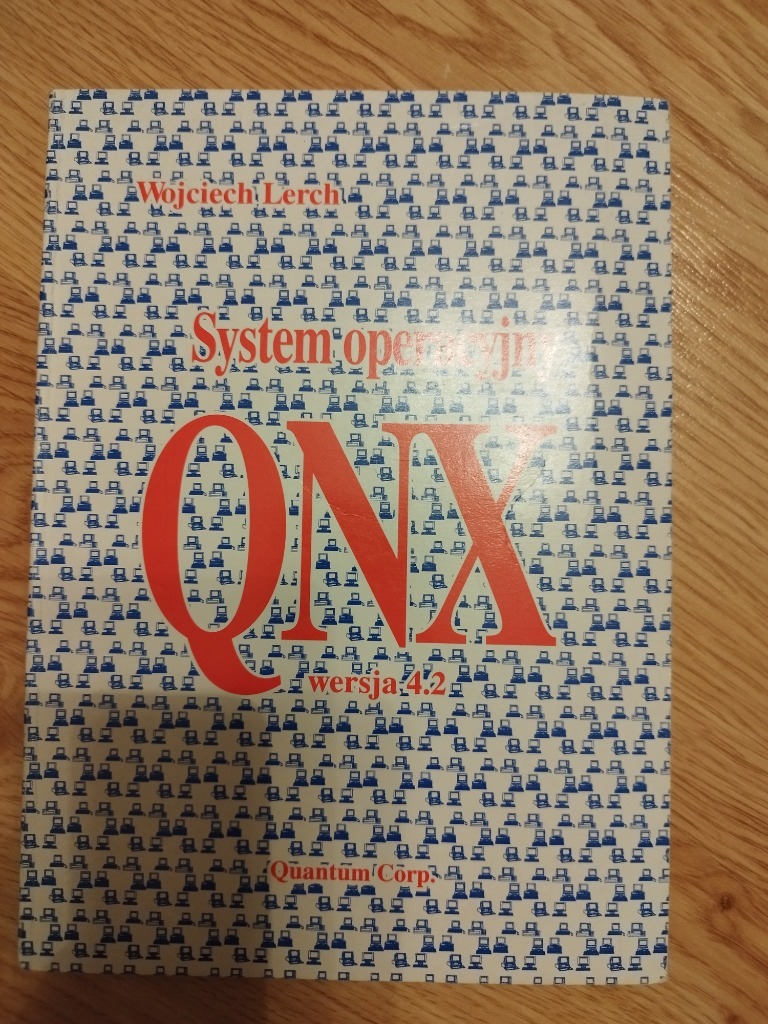 Wojciech Lerch
System operacyjny
QNX
wersja 4.2
Quantum Corp.